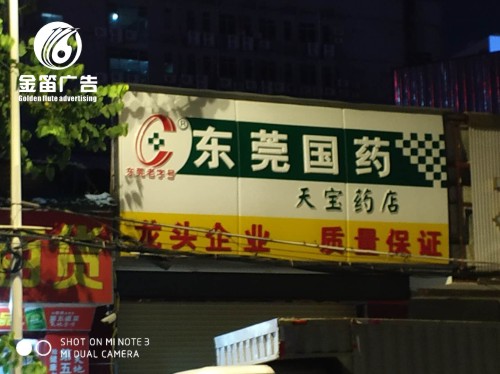 金笛广告
Golden flute advertising
东莞国药
东莞老字号
天宝药店
龙头企业 质量保证
SHOT ON MI NOTE 3
MI DUAL CAMERA